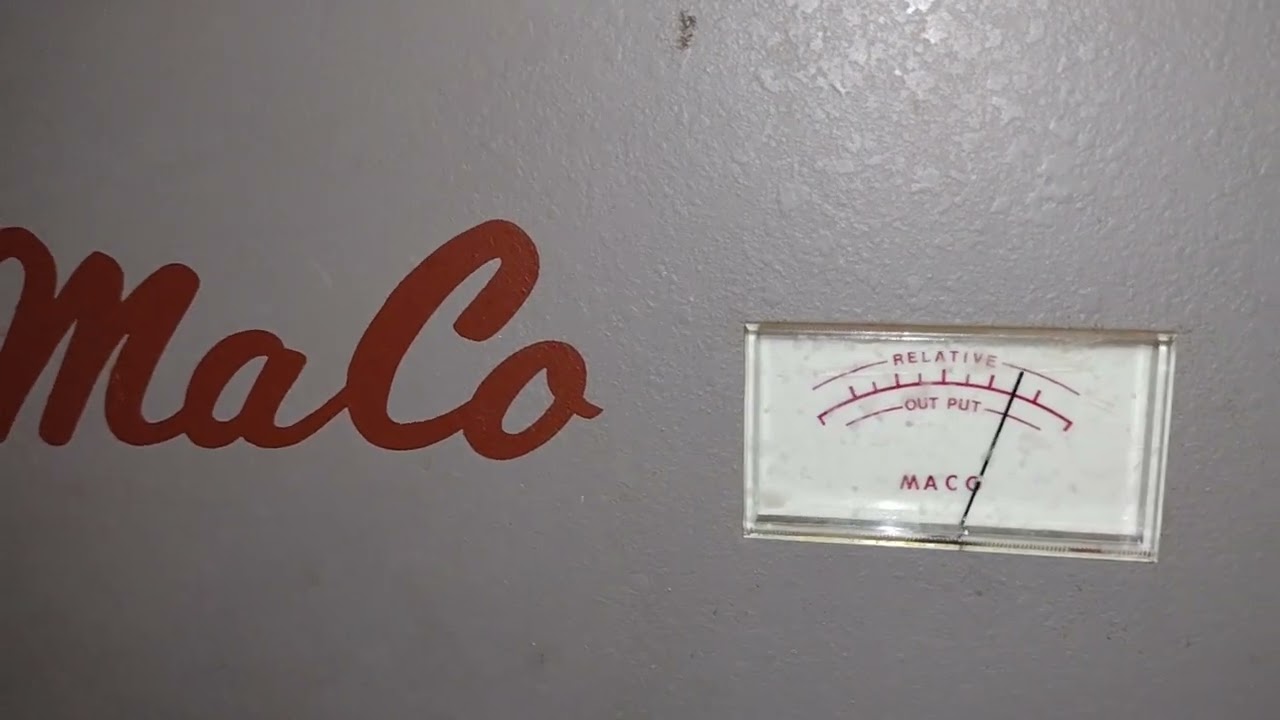 MaCo
RELATIVE
OUT PUT
MACO